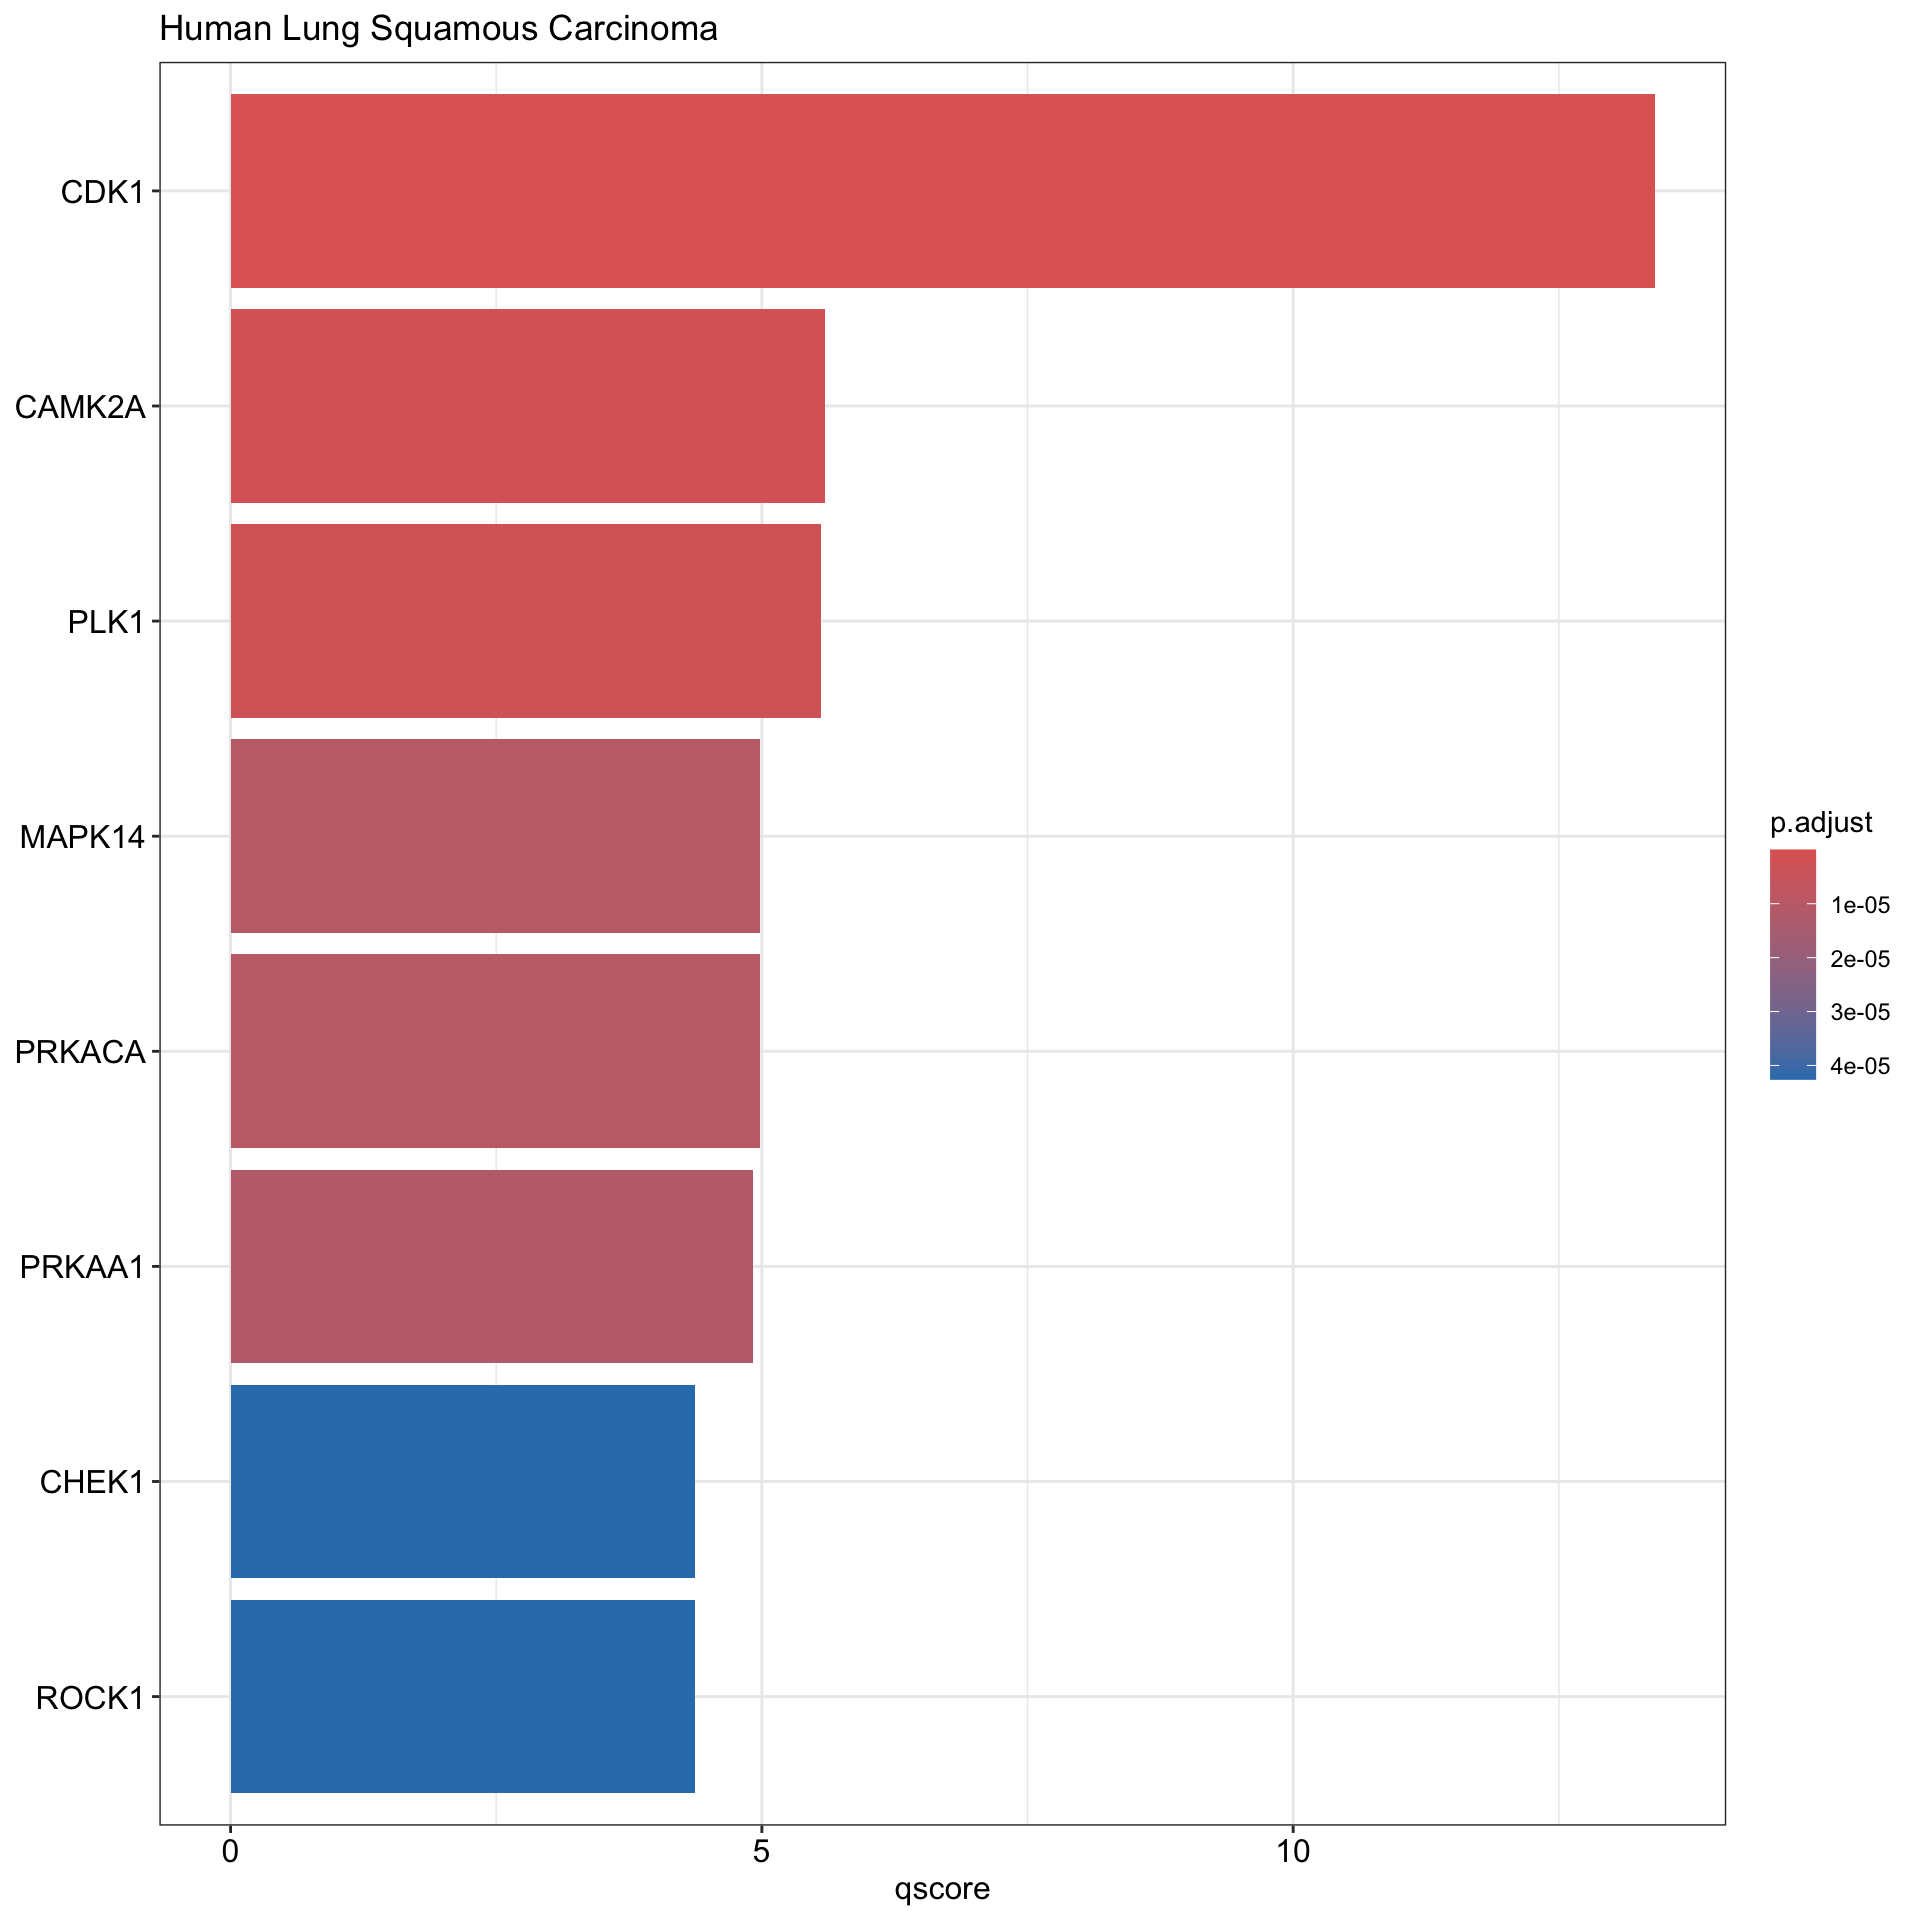 Human Lung Squamous Carcinoma
CDK1
CAMK2A
PLK1
MAPK14
PRKACA
PRKAA1
CHEK1
ROCK1
0 5 10
qscore
p.adjust
1e-05
2e-05
3e-05
4e-05